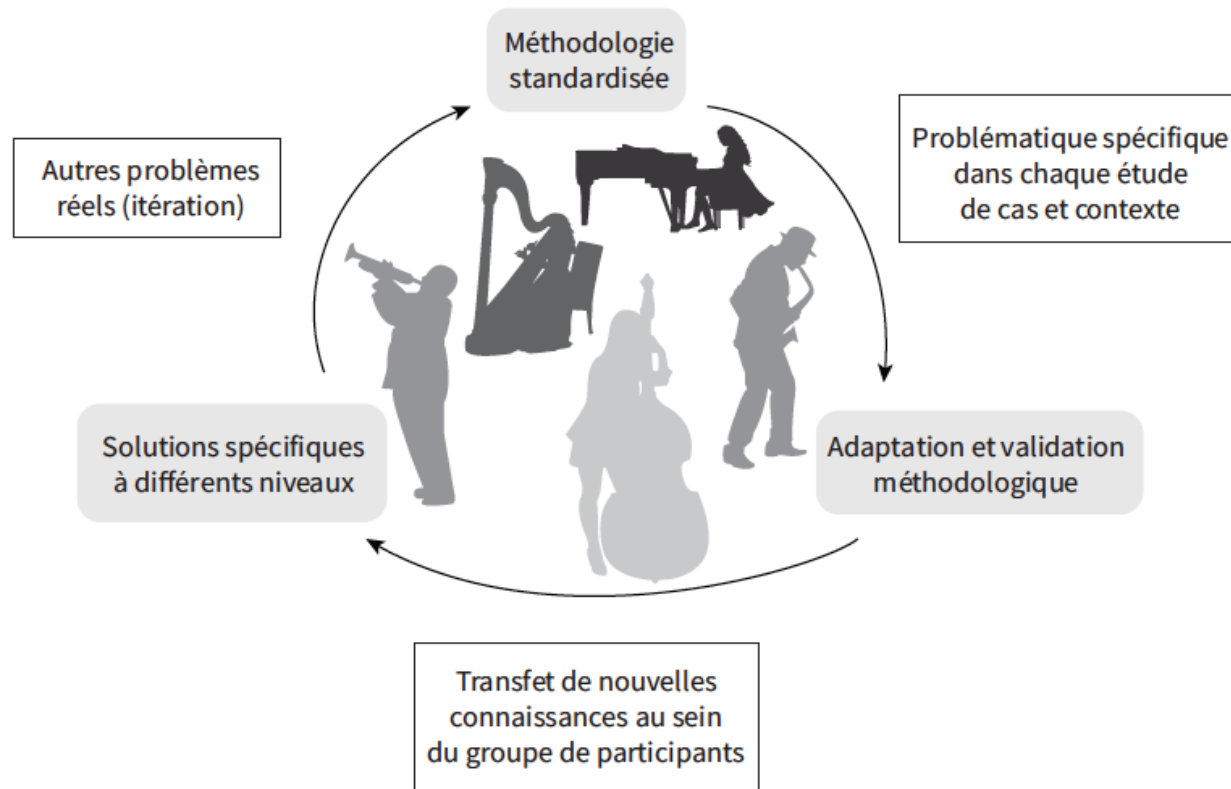 Méthodologie
standardisée
Problématique spécifique
dans chaque étude
de cas et contexte
Adaptation et validation
méthodologique
Transfet de nouvelles
connaissances au sein
du groupe de participants
Solutions spécifiques
à différents niveaux
Autres problèmes
réels (itération)